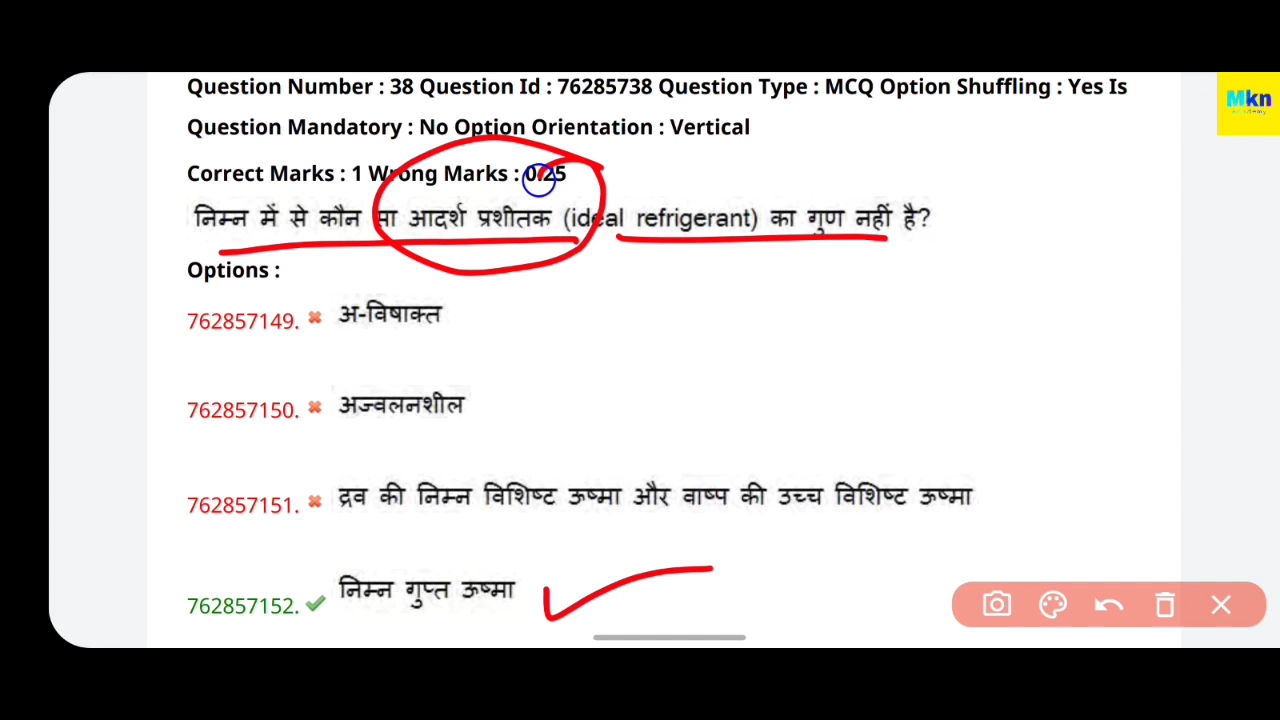 Question Number : 38 Question Id : 76285738 Question Type : MCQ Option Shuffling : Yes Is
Mkn
Academy
Question Mandatory : No Option Orientation : Vertical
Correct Marks : 1 Wrong Marks : 0.25
निम्न में से कौन सा आदर्श प्रशीतक (ideal refrigerant) का गुण नहीं है?
Options :
762857149. अ-विषाक्त
762857150. अज्वलनशील
762857151. द्रव की निम्न विशिष्ट ऊष्मा और वाष्प की उच्च विशिष्ट ऊष्मा
762857152. निम्न गुप्त ऊष्मा